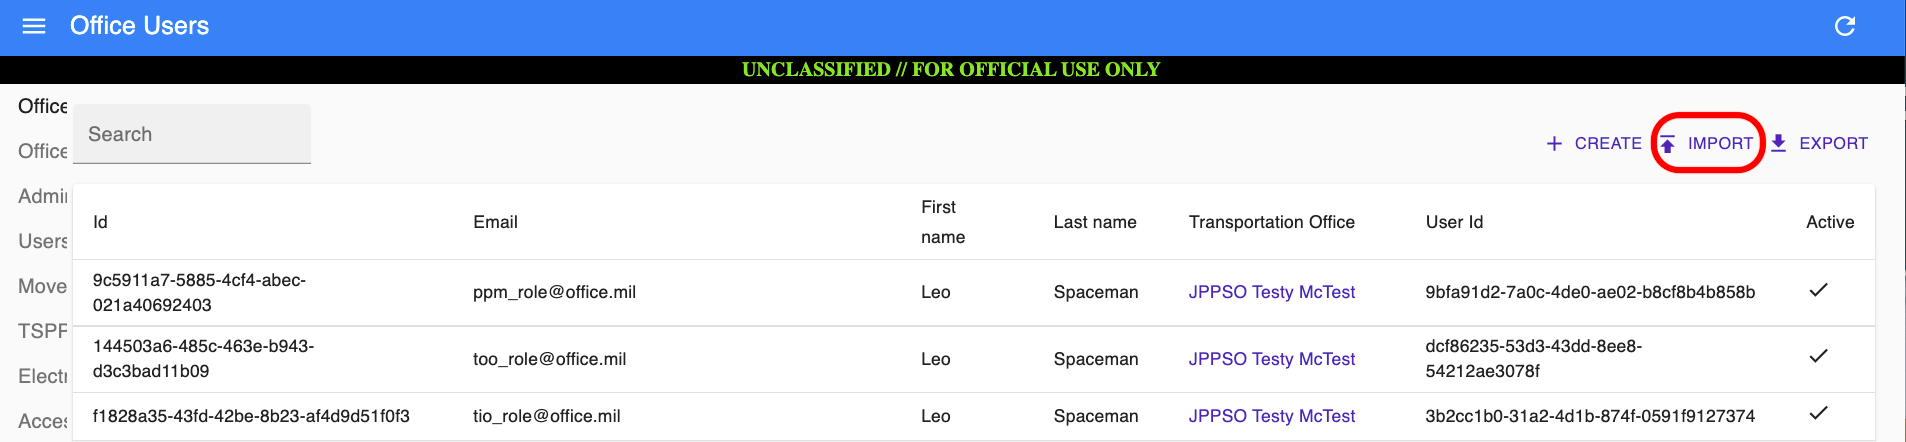 Office Users
UNCLASSIFIED // FOR OFFICIAL USE ONLY
Office
Office
Users
Move
Search
CREATE IMPORT EXPORT
Id Email First name Last name Transportation Office User Id Active
9c5911a7-5885-4cf4-abec-
021a40692403 ppm_role@office.mil Leo Spaceman JPPSO Testy McTest 9bfa91d2-7a0c-4de0-ae02-b8cf8b4b858b
144503a6-485c-463e-b943-
d3c3bad11b09 too_role@office.mil Leo Spaceman JPPSO Testy McTest dcf86235-53d3-43dd-8ee8-
54212ae3078f
f1828a35-43fd-42be-8b23-af4d9d51f0f3 tio_role@office.mil Leo Spaceman JPPSO Testy McTest 3b2cc1b0-31a2-4d1b-874f-0591f9127374